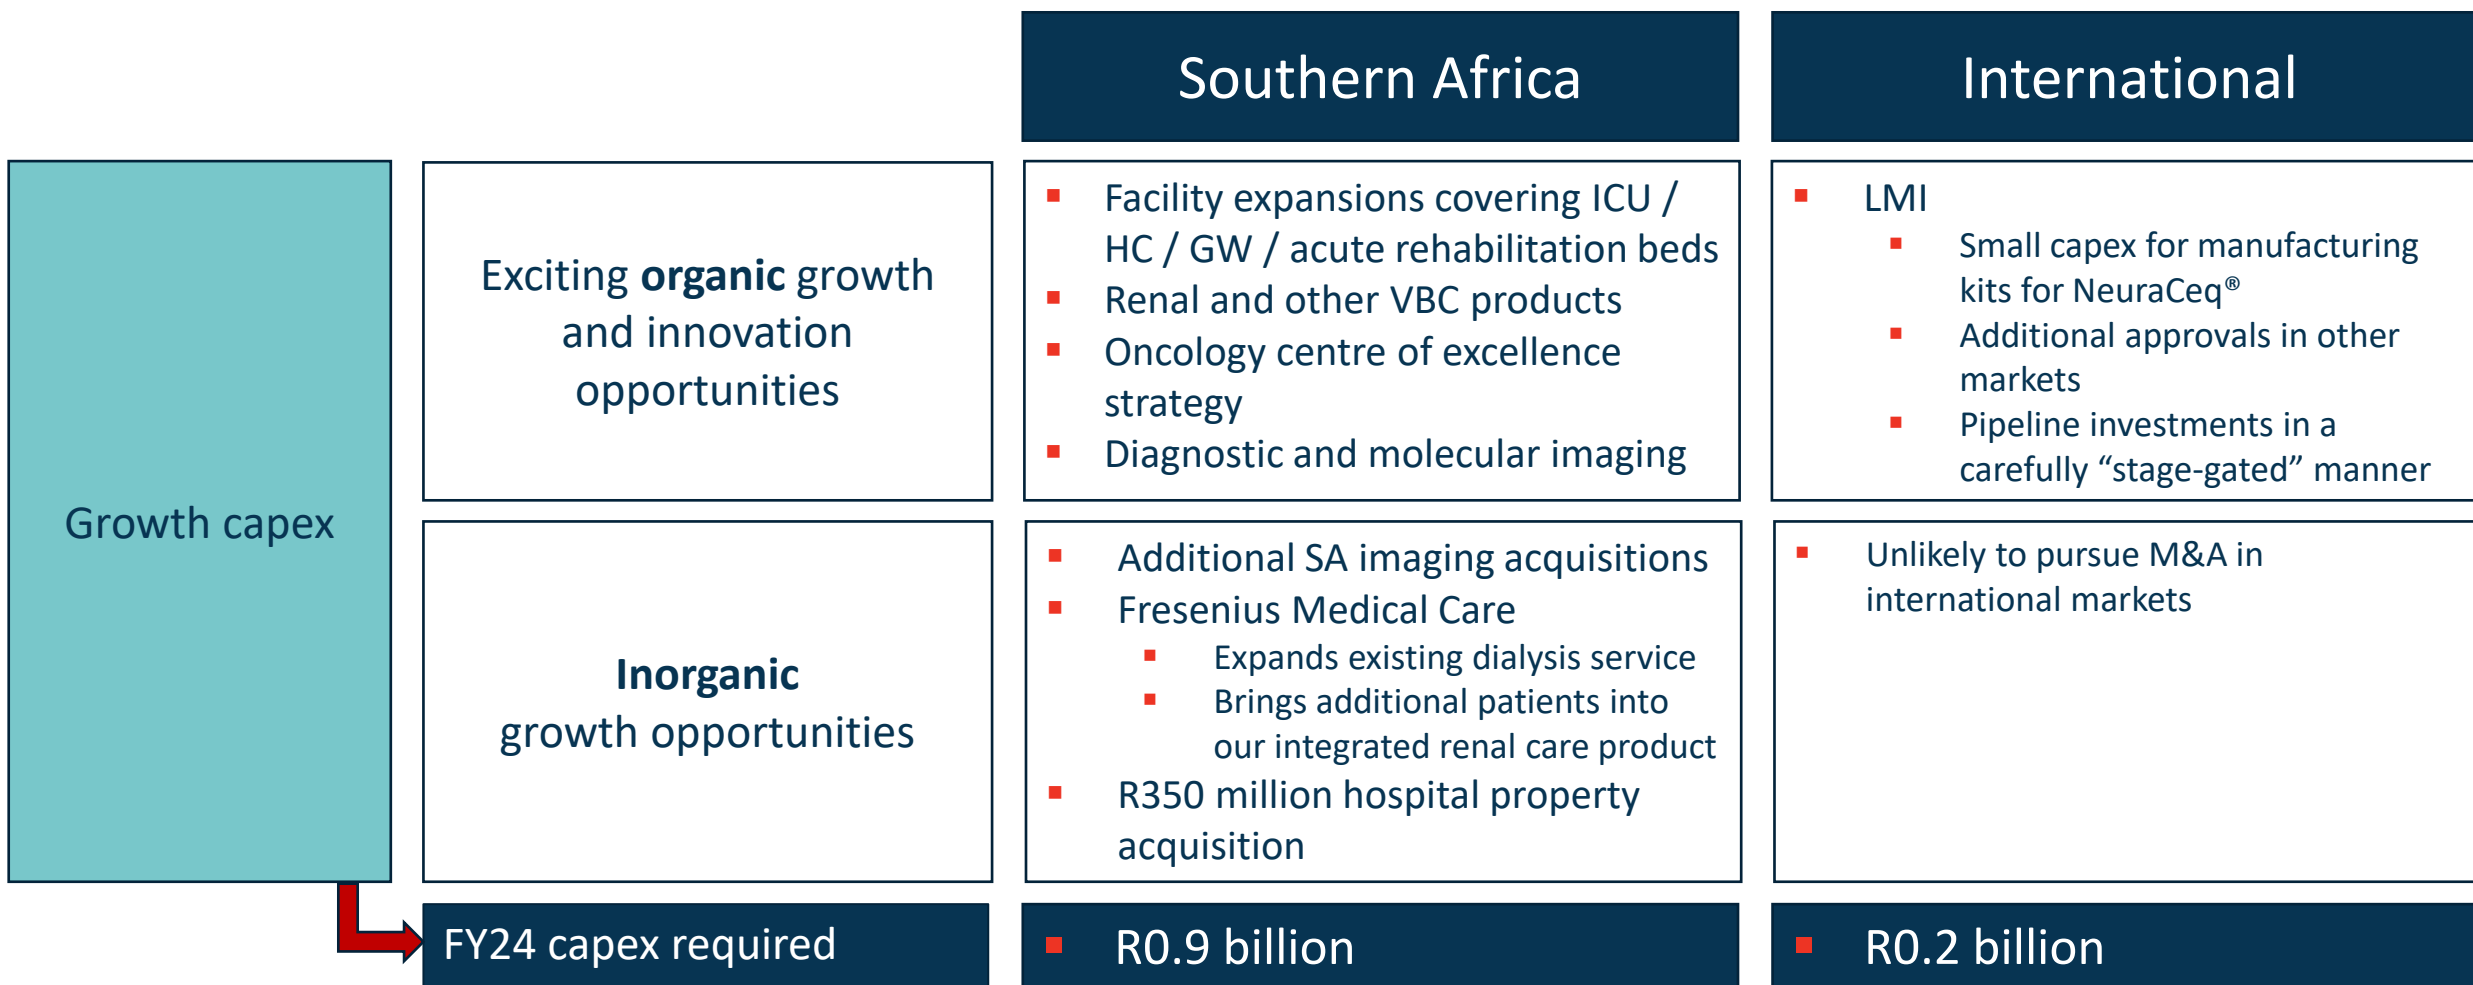 Southern Africa
International
Growth capex
Exciting organic growth
and innovation
opportunities
▪ Facility expansions covering ICU /
HC / GW / acute rehabilitation beds
▪ Renal and other VBC products
▪ Oncology centre of excellence
strategy
▪ Diagnostic and molecular imaging
▪ LMI
▪ Small capex for manufacturing
kits for NeuraCeq®
▪ Additional approvals in other
markets
▪ Pipeline investments in a
carefully “stage-gated” manner
Inorganic
growth opportunities
▪ Additional SA imaging acquisitions
▪ Fresenius Medical Care
▪ Expands existing dialysis service
▪ Brings additional patients into
our integrated renal care product
▪ R350 million hospital property
acquisition
▪ Unlikely to pursue M&A in
international markets
FY24 capex required
▪ R0.9 billion
▪ R0.2 billion